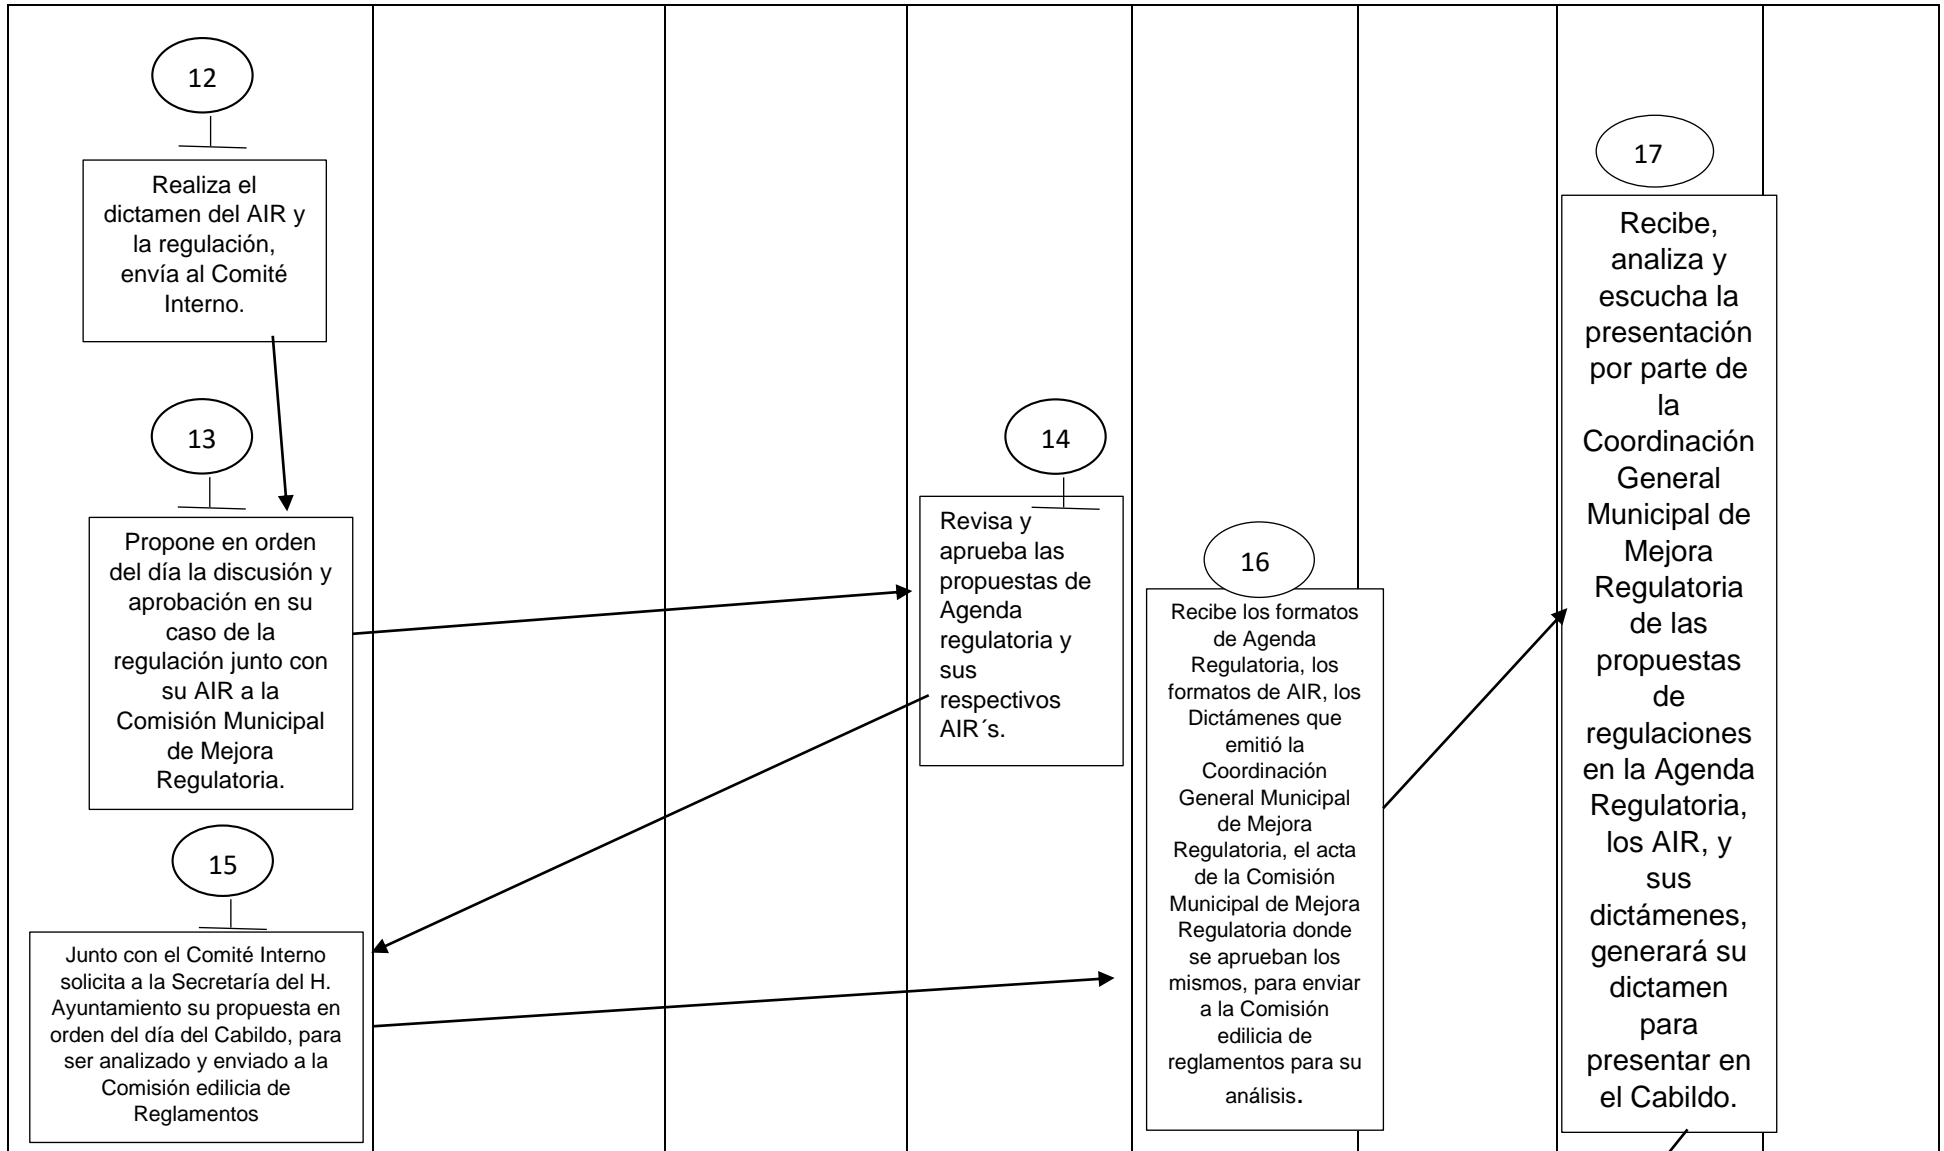 12
Realiza el
dictamen del AIR y
la regulación,
envía al Comité
Interno.
13
Propone en orden
del día la discusión y
aprobación en su
caso de la
regulación junto con
su AIR a la
Comisión Municipal
de Mejora
Regulatoria.
14
Revisa y
aprueba las
propuestas de
Agenda
regulatoria y
sus
respectivos
AIR´s.
15
Junto con el Comité Interno
solicita a la Secretaría del H.
Ayuntamiento su propuesta en
orden del día del Cabildo, para
ser analizado y enviado a la
Comisión edilicia de
Reglamentos
16
Recibe los formatos
de Agenda
Regulatoria, los
formatos de AIR, los
Dictámenes que
emitió la
Coordinación
General Municipal
de Mejora
Regulatoria, el acta
de la Comisión
Municipal de Mejora
Regulatoria donde
se aprueban los
mismos, para enviar
a la Comisión
edilicia de
reglamentos para su
análisis.
17
Recibe,
analiza y
escucha la
presentación
por parte de
la
Coordinación
General
Municipal de
Mejora
Regulatoria
de las
propuestas
de
regulaciones
en la Agenda
Regulatoria,
los AIR, y
sus
dictámenes,
generará su
dictamen
para
presentar en
el Cabildo.